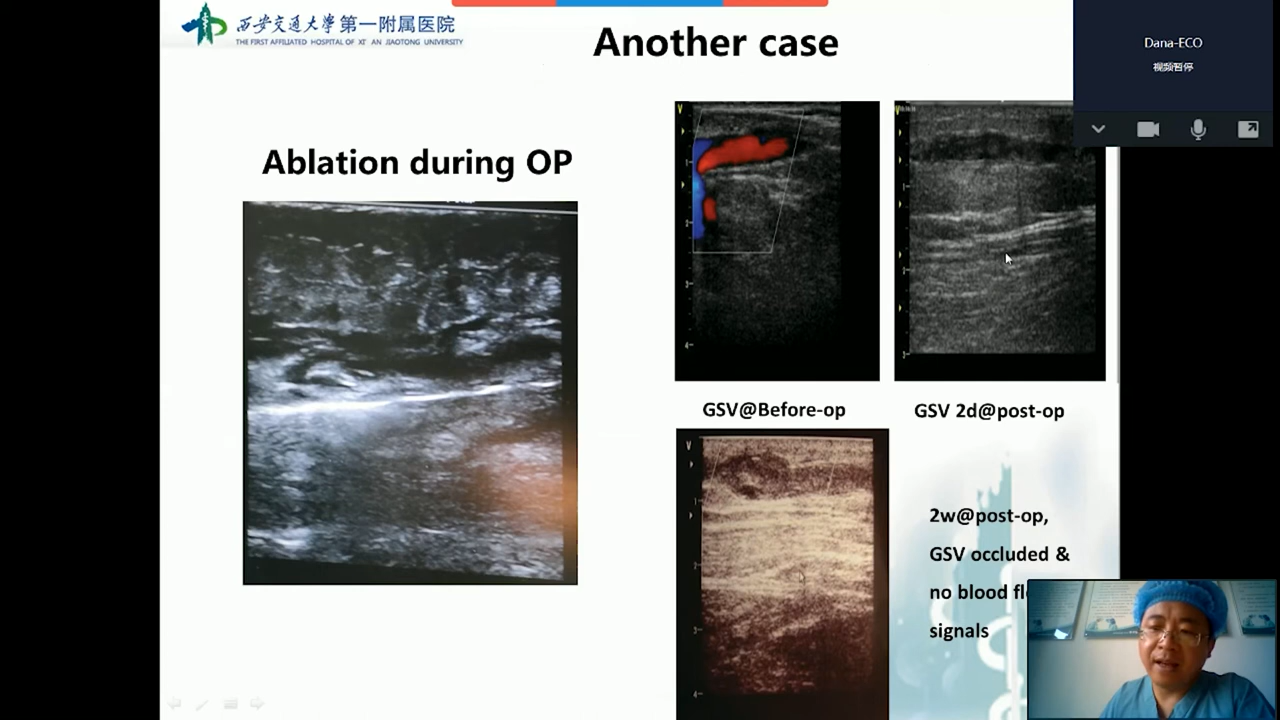 西安交通大学第一附属医院
THE FIRST AFFILIATED HOSPITAL OF XI'AN JIAOTONG UNIVERSITY
Another case
Dana-ECO
视频暂停
Ablation during OP
GSV@Before-op
GSV 2d@post-op
2w@post-op,
GSV occluded &
no blood
signals